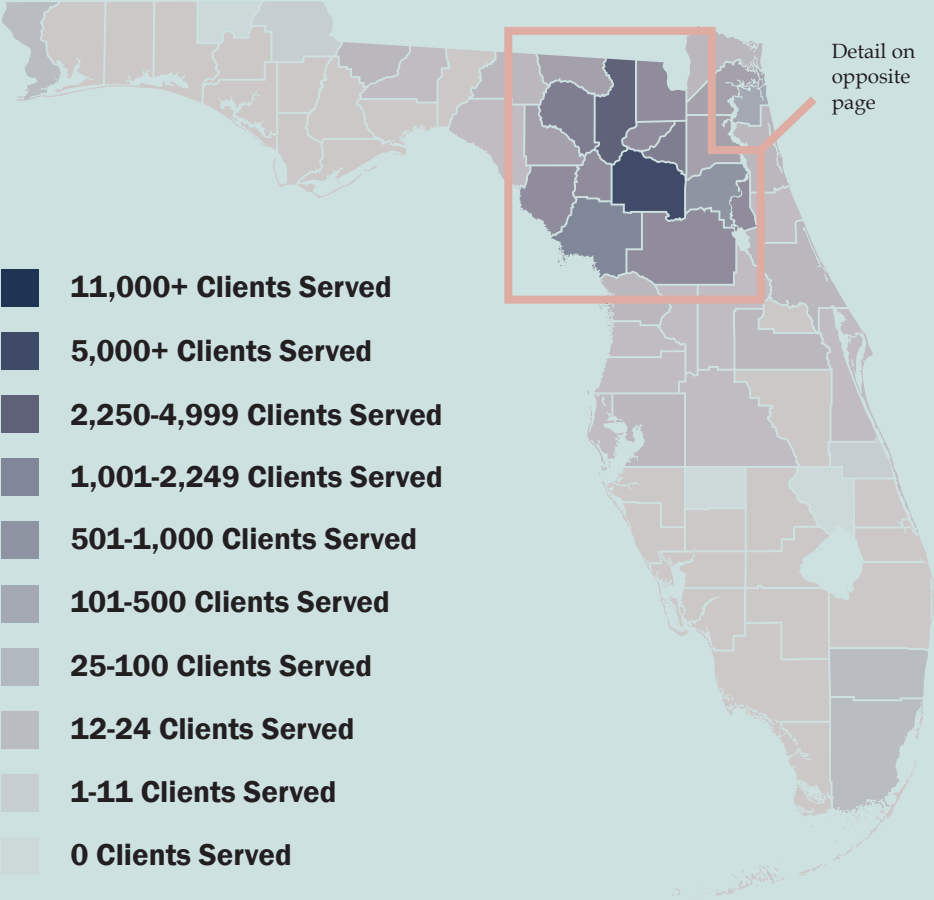 Detail on
opposite
page
11,000+ Clients Served
5,000+ Clients Served
2,250-4,999 Clients Served
1,001-2,249 Clients Served
501-1,000 Clients Served
101-500 Clients Served
25-100 Clients Served
12-24 Clients Served
1-11 Clients Served
0 Clients Served